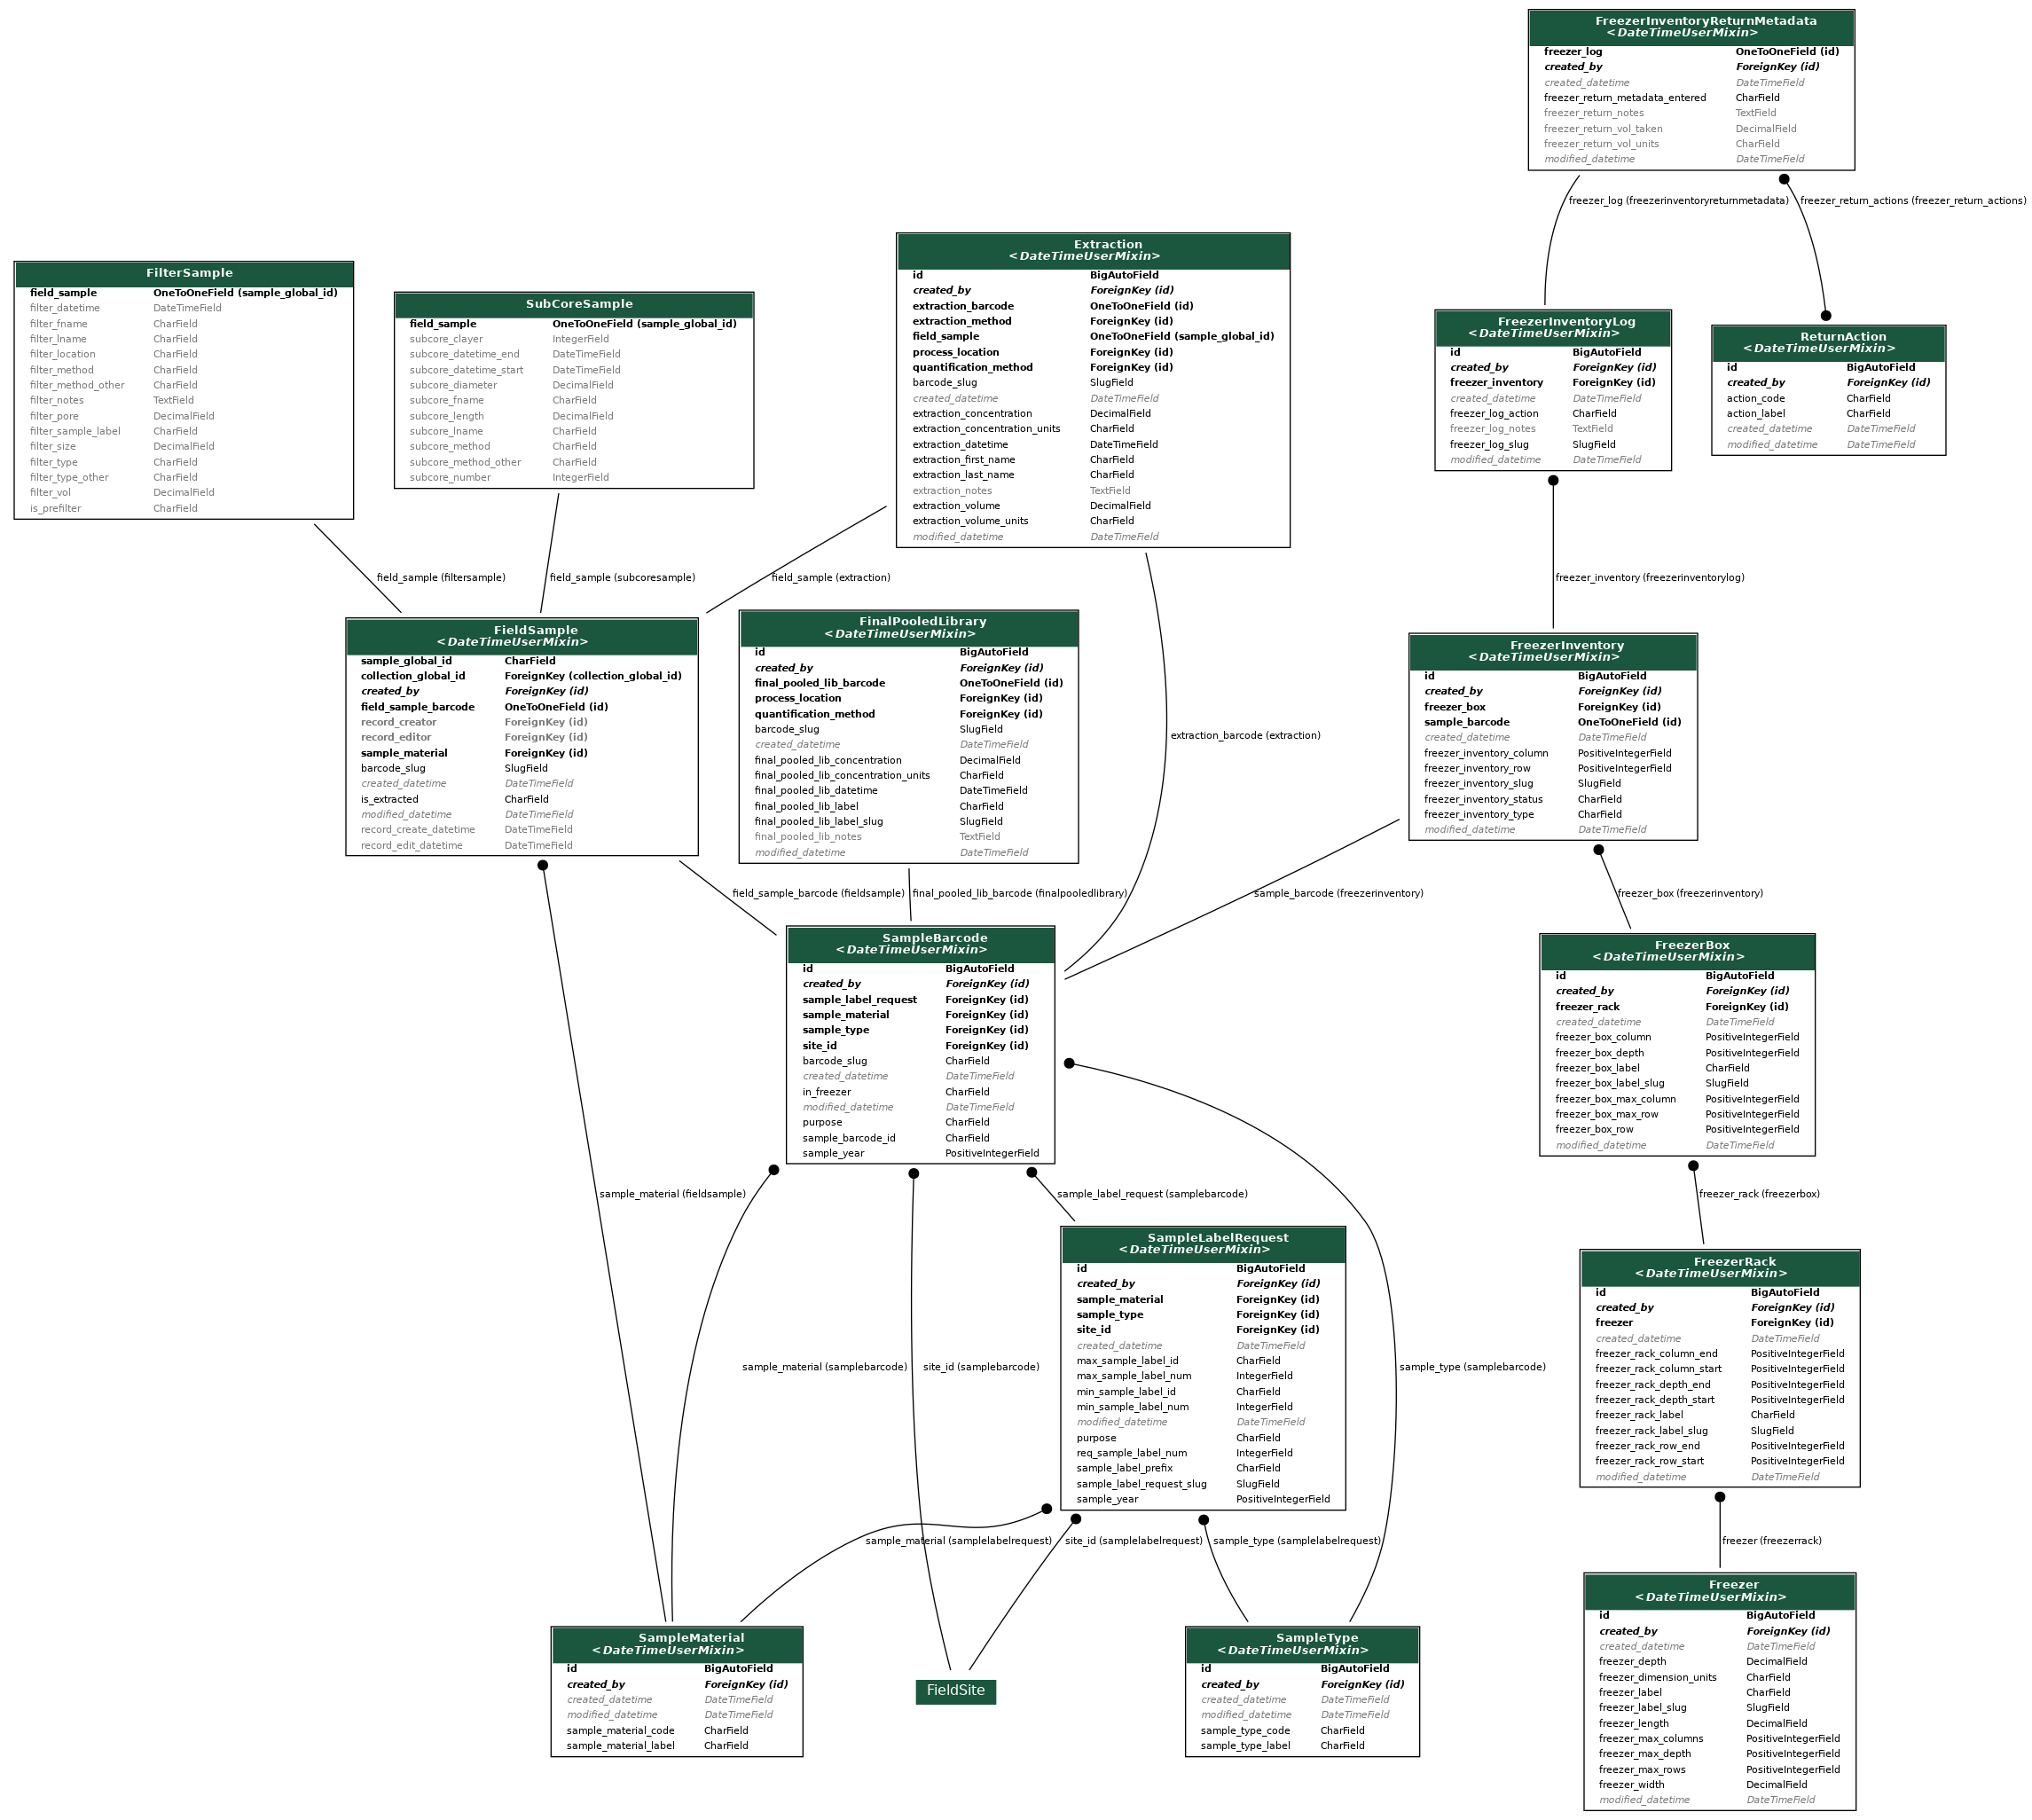 FreezerInventoryReturnMetadata
<DateTimeUserMixin>
freezer_log OneToOneField (id)
created_by ForeignKey (id)
created_datetime DateTimeField
freezer_return_metadata_entered CharField
freezer_return_notes TextField
freezer_return_vol_taken DecimalField
freezer_return_vol_units CharField
modified_datetime DateTimeField
freezer_log (freezerinventoryreturnmetadata)
freezer_return_actions (freezer_return_actions)
FilterSample
field_sample OneToOneField (sample_global_id)
filter_datetime DateTimeField
filter_fname CharField
filter_lname CharField
filter_location CharField
filter_method CharField
filter_method_other CharField
filter_notes TextField
filter_pore DecimalField
filter_sample_label CharField
filter_size DecimalField
filter_type CharField
filter_type_other CharField
filter_vol DecimalField
is_prefilter CharField
SubCoreSample
field_sample OneToOneField (sample_global_id)
subcore_clayer IntegerField
subcore_datetime_end DateTimeField
subcore_datetime_start DateTimeField
subcore_diameter DecimalField
subcore_fname CharField
subcore_length DecimalField
subcore_lname CharField
subcore_method CharField
subcore_method_other CharField
subcore_number IntegerField
Extraction
<DateTimeUserMixin>
id BigAutoField
created_by ForeignKey (id)
extraction_barcode OneToOneField (id)
extraction_method ForeignKey (id)
field_sample OneToOneField (sample_global_id)
process_location ForeignKey (id)
quantification_method ForeignKey (id)
barcode_slug SlugField
created_datetime DateTimeField
extraction_concentration DecimalField
extraction_concentration_units CharField
extraction_datetime DateTimeField
extraction_first_name CharField
extraction_last_name CharField
extraction_notes TextField
extraction_volume DecimalField
extraction_volume_units CharField
modified_datetime DateTimeField
FreezerInventoryLog
<DateTimeUserMixin>
id BigAutoField
created_by ForeignKey (id)
freezer_inventory ForeignKey (id)
created_datetime DateTimeField
freezer_log_action CharField
freezer_log_notes TextField
freezer_log_slug SlugField
modified_datetime DateTimeField
ReturnAction
<DateTimeUserMixin>
id BigAutoField
created_by ForeignKey (id)
action_code CharField
action_label CharField
created_datetime DateTimeField
modified_datetime DateTimeField
field_sample (filtersample)
field_sample (subcoresample)
field_sample (extraction)
freezer_inventory (freezerinventorylog)
FieldSample
<DateTimeUserMixin>
sample_global_id CharField
collection_global_id ForeignKey (collection_global_id)
created_by ForeignKey (id)
field_sample_barcode OneToOneField (id)
record_creator ForeignKey (id)
record_editor ForeignKey (id)
sample_material ForeignKey (id)
barcode_slug SlugField
created_datetime DateTimeField
is_extracted CharField
modified_datetime DateTimeField
record_create_datetime DateTimeField
record_edit_datetime DateTimeField
FinalPooledLibrary
<DateTimeUserMixin>
id BigAutoField
created_by ForeignKey (id)
final_pooled_lib_barcode OneToOneField (id)
process_location ForeignKey (id)
quantification_method ForeignKey (id)
barcode_slug SlugField
created_datetime DateTimeField
final_pooled_lib_concentration DecimalField
final_pooled_lib_concentration_units CharField
final_pooled_lib_datetime DateTimeField
final_pooled_lib_label CharField
final_pooled_lib_label_slug SlugField
final_pooled_lib_notes TextField
modified_datetime DateTimeField
extraction_barcode (extraction)
FreezerInventory
<DateTimeUserMixin>
id BigAutoField
created_by ForeignKey (id)
freezer_box ForeignKey (id)
sample_barcode OneToOneField (id)
created_datetime DateTimeField
freezer_inventory_column PositiveIntegerField
freezer_inventory_row PositiveIntegerField
freezer_inventory_slug SlugField
freezer_inventory_status CharField
freezer_inventory_type CharField
modified_datetime DateTimeField
field_sample_barcode (fieldsample)
final_pooled_lib_barcode (finalpooledlibrary)
sample_barcode (freezerinventory)
freezer_box (freezerinventory)
SampleBarcode
<DateTimeUserMixin>
id BigAutoField
created_by ForeignKey (id)
sample_label_request ForeignKey (id)
sample_material ForeignKey (id)
sample_type ForeignKey (id)
site_id ForeignKey (id)
barcode_slug CharField
created_datetime DateTimeField
in_freezer CharField
modified_datetime DateTimeField
purpose CharField
sample_barcode_id CharField
sample_year PositiveIntegerField
FreezerBox
<DateTimeUserMixin>
id BigAutoField
created_by ForeignKey (id)
freezer_rack ForeignKey (id)
created_datetime DateTimeField
freezer_box_column PositiveIntegerField
freezer_box_depth PositiveIntegerField
freezer_box_label CharField
freezer_box_label_slug SlugField
freezer_box_max_column PositiveIntegerField
freezer_box_max_row PositiveIntegerField
freezer_box_row PositiveIntegerField
modified_datetime DateTimeField
sample_material (fieldsample)
sample_label_request (samplebarcode)
freezer_rack (freezerbox)
SampleLabelRequest
<DateTimeUserMixin>
id BigAutoField
created_by ForeignKey (id)
sample_material ForeignKey (id)
sample_type ForeignKey (id)
site_id ForeignKey (id)
created_datetime DateTimeField
max_sample_label_id CharField
max_sample_label_num IntegerField
min_sample_label_id CharField
min_sample_label_num IntegerField
modified_datetime DateTimeField
purpose CharField
req_sample_label_num IntegerField
sample_label_prefix CharField
sample_label_request_slug SlugField
sample_year PositiveIntegerField
sample_material (samplebarcode)
site_id (samplebarcode)
sample_type (samplebarcode)
FreezerRack
<DateTimeUserMixin>
id BigAutoField
created_by ForeignKey (id)
freezer ForeignKey (id)
created_datetime DateTimeField
freezer_rack_column_end PositiveIntegerField
freezer_rack_column_start PositiveIntegerField
freezer_rack_depth_end PositiveIntegerField
freezer_rack_depth_start PositiveIntegerField
freezer_rack_label CharField
freezer_rack_label_slug SlugField
freezer_rack_row_end PositiveIntegerField
freezer_rack_row_start PositiveIntegerField
modified_datetime DateTimeField
sample_material (samplelabelrequest)
site_id (samplelabelrequest)
sample_type (samplelabelrequest)
freezer (freezerrack)
SampleMaterial
<DateTimeUserMixin>
id BigAutoField
created_by ForeignKey (id)
created_datetime DateTimeField
modified_datetime DateTimeField
sample_material_code CharField
sample_material_label CharField
FieldSite
SampleType
<DateTimeUserMixin>
id BigAutoField
created_by ForeignKey (id)
created_datetime DateTimeField
modified_datetime DateTimeField
sample_type_code CharField
sample_type_label CharField
Freezer
<DateTimeUserMixin>
id BigAutoField
created_by ForeignKey (id)
created_datetime DateTimeField
freezer_depth DecimalField
freezer_dimension_units CharField
freezer_label CharField
freezer_label_slug SlugField
freezer_length DecimalField
freezer_max_columns PositiveIntegerField
freezer_max_depth PositiveIntegerField
freezer_max_rows PositiveIntegerField
freezer_width DecimalField
modified_datetime DateTimeField